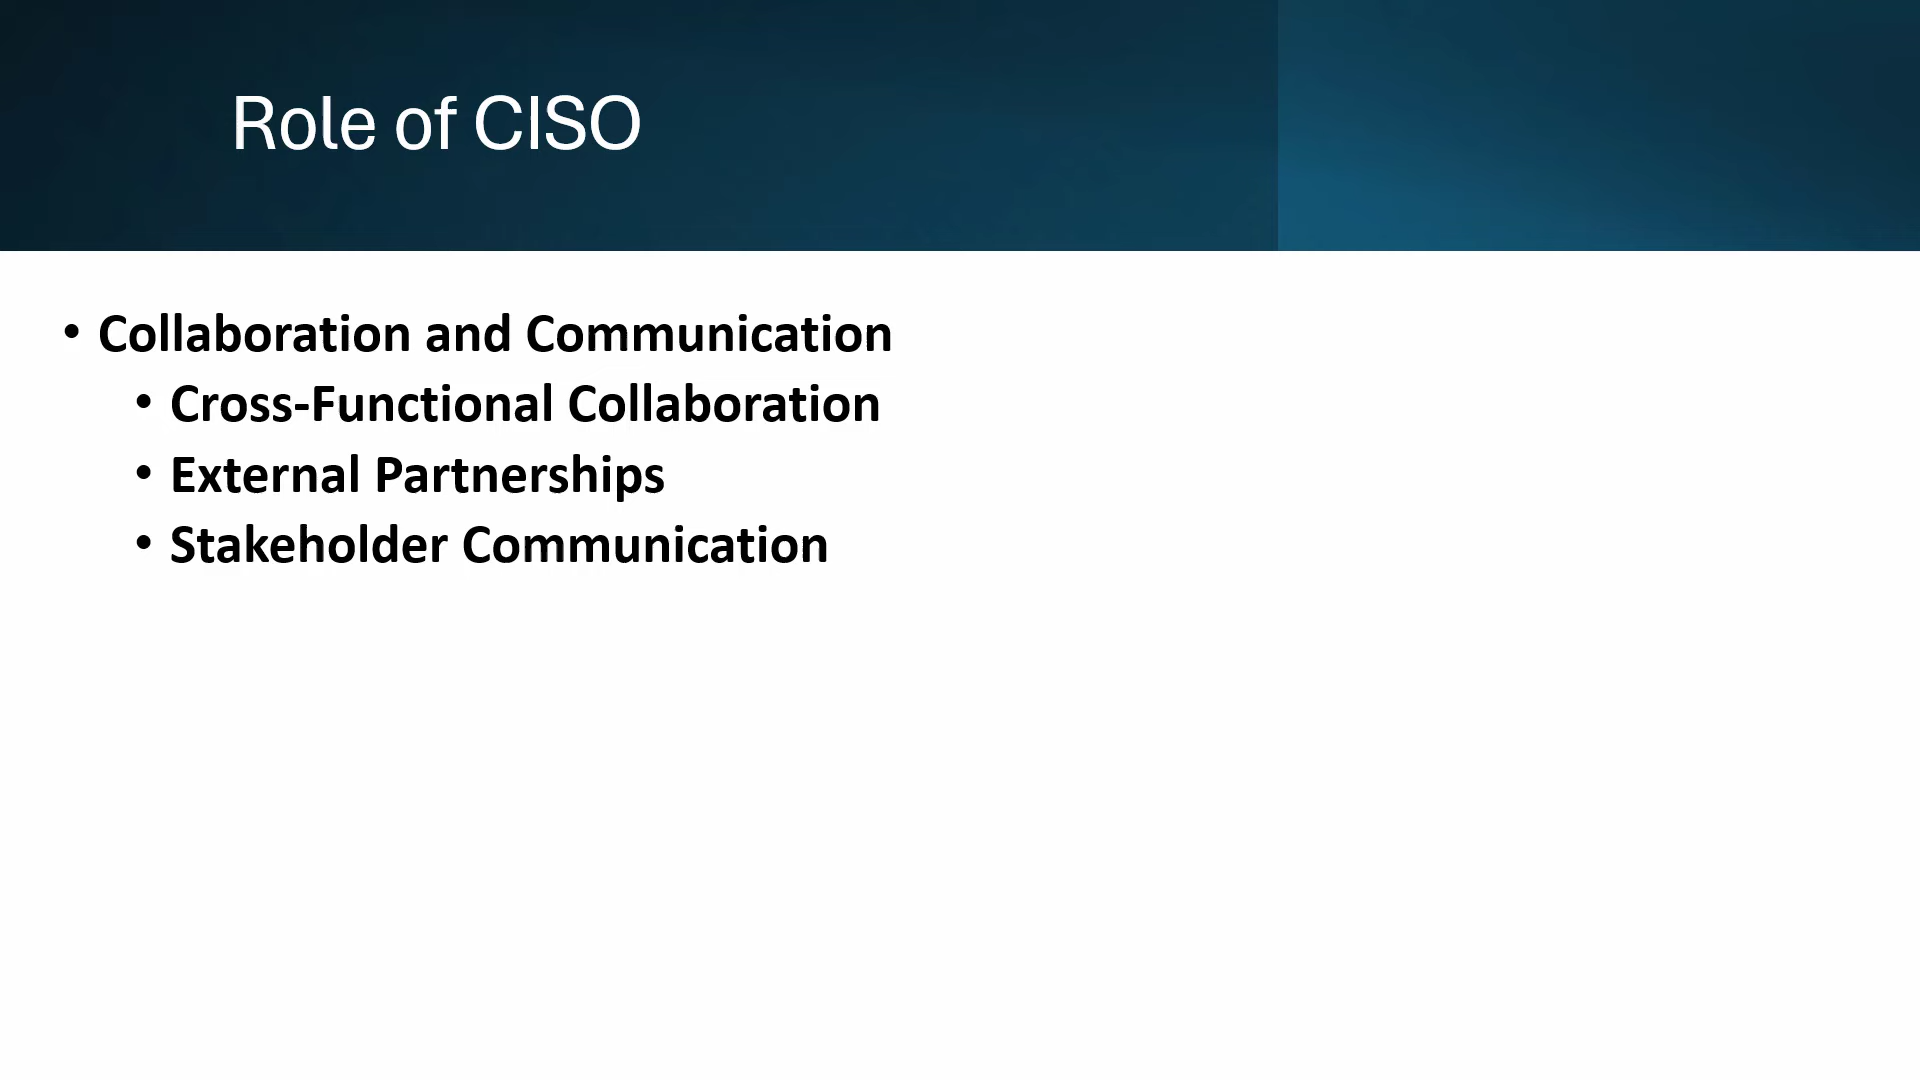 Role of CISO
• Collaboration and Communication
• Cross-Functional Collaboration
• External Partnerships
• Stakeholder Communication